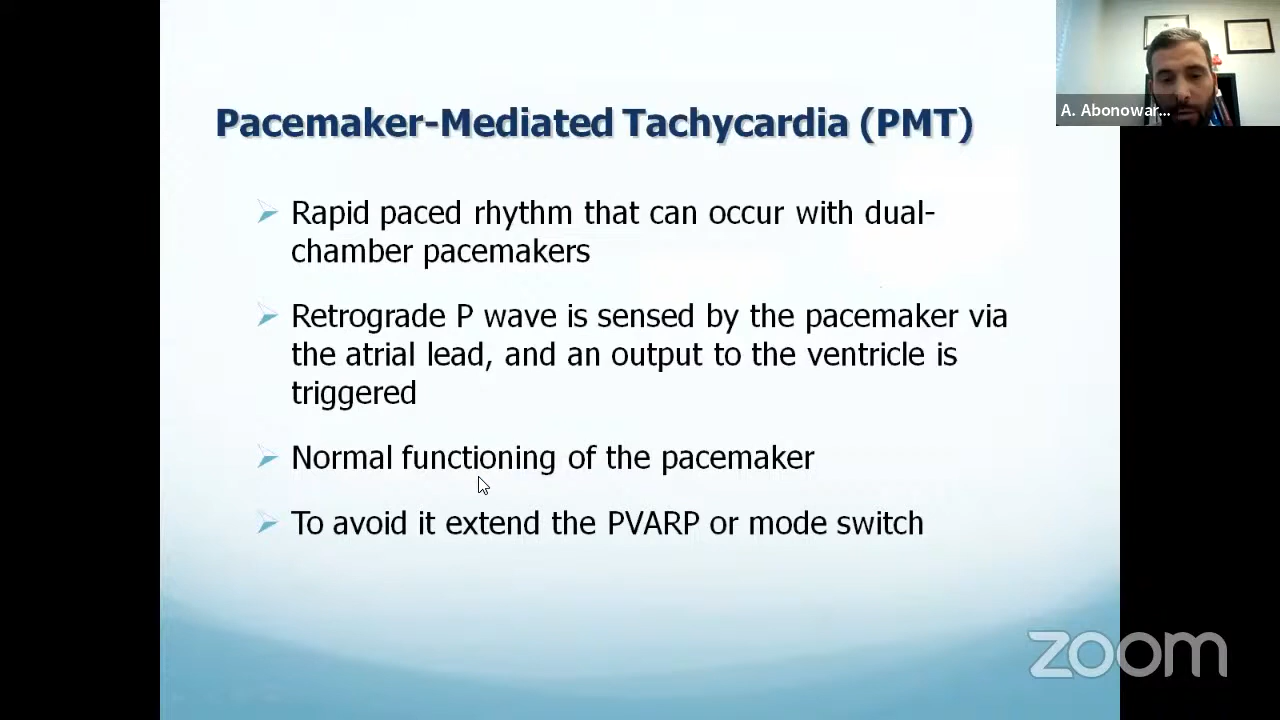 Pacemaker-Mediated Tachycardia (PMT)
A. Abonowar...
Rapid paced rhythm that can occur with dual-
chamber pacemakers
Retrograde P wave is sensed by the pacemaker via
the atrial lead, and an output to the ventricle is
triggered
Normal functioning of the pacemaker
To avoid it extend the PVARP or mode switch
zoom